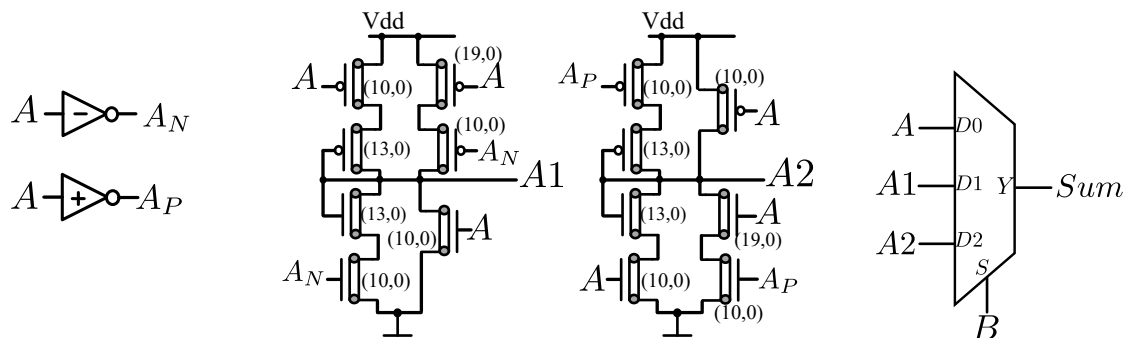 A − A_N
A + A_P
Vdd
(19,0)
A (10,0) A
(10,0)
(13,0) A_N
A1
(13,0)
(10,0) A
A_N (10,0)
Vdd
A_P (10,0) (10,0)
A
(13,0)
A2
(13,0) A
(19,0)
A (10,0) A_P
(10,0)
A D0
A1 D1 Y Sum
A2 D2
S
B